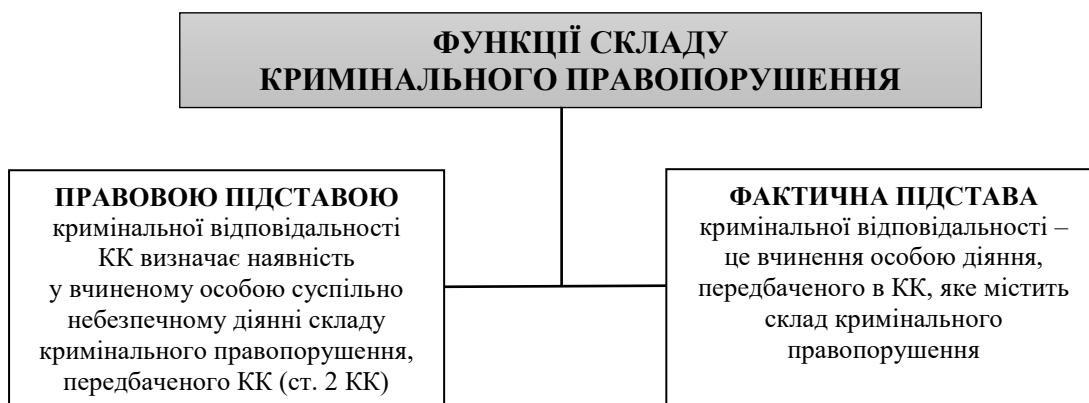 ФУНКЦІЇ СКЛАДУ
КРИМІНАЛЬНОГО ПРАВОПОРУШЕННЯ
ПРАВОВОЮ ПІДСТАВОЮ
кримінальної відповідальності
КК визначає наявність
у вчиненому особою суспільно
небезпечному діянні складу
кримінального правопорушення,
передбаченого КК (ст. 2 КК)
ФАКТИЧНА ПІДСТАВА
кримінальної відповідальності –
це вчинення особою діяння,
передбаченого в КК, яке містить
склад кримінального
правопорушення